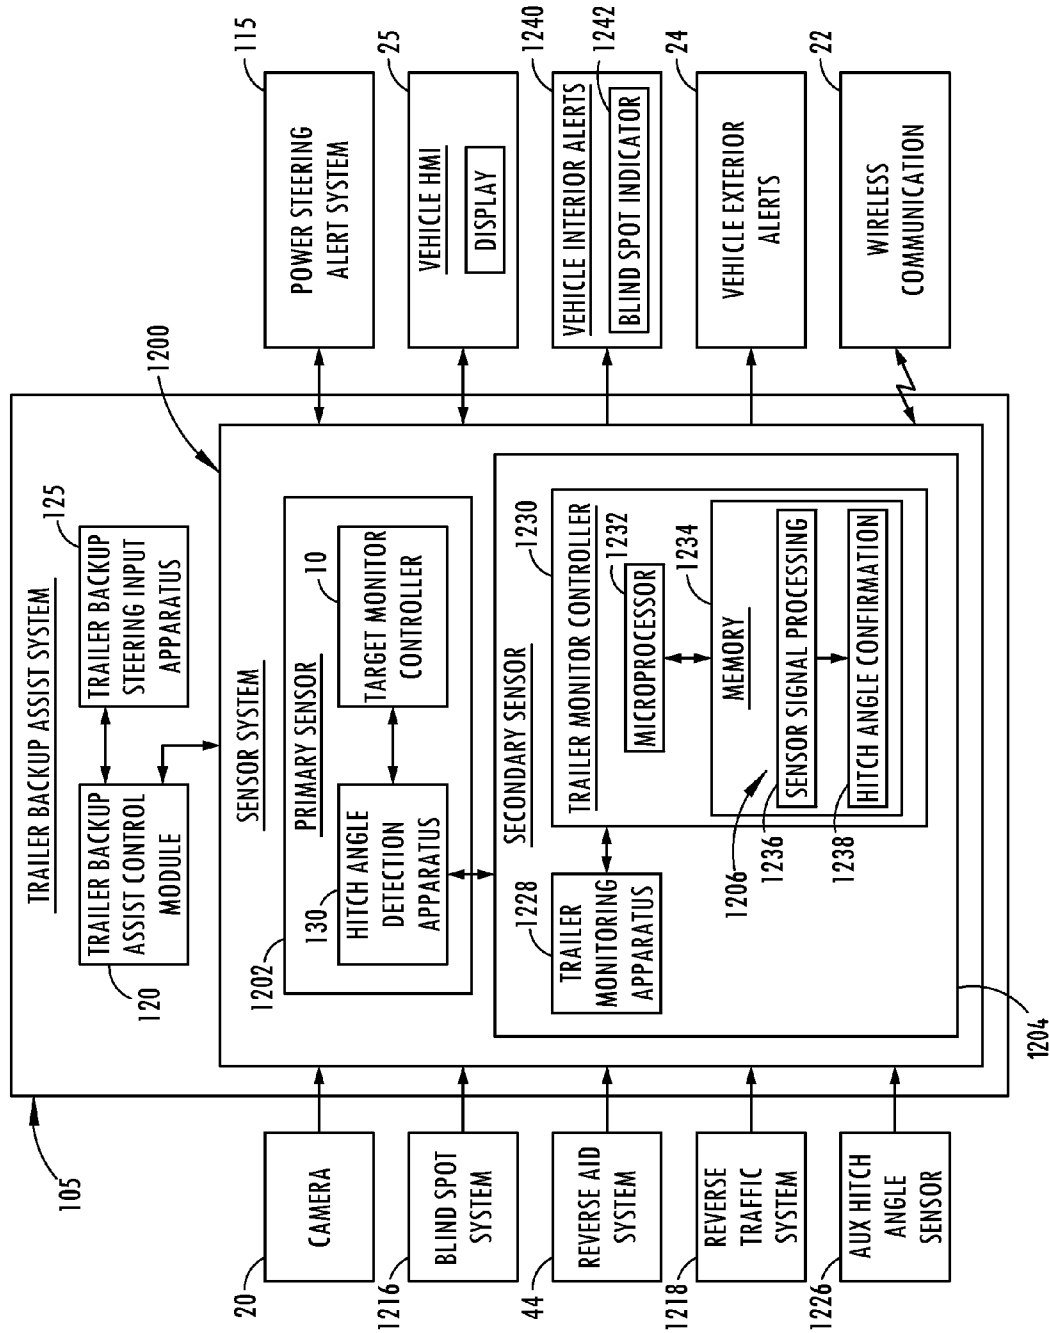 TRAILER BACKUP ASSIST SYSTEM
105
TRAILER BACKUP
ASSIST CONTROL
MODULE
120
TRAILER BACKUP
STEERING INPUT
APPARATUS
125
1200
SENSOR SYSTEM
PRIMARY SENSOR
1202
130
HITCH ANGLE
DETECTION
APPARATUS
10
TARGET MONITOR
CONTROLLER
SECONDARY SENSOR
1204
1228
TRAILER
MONITORING
APPARATUS
TRAILER MONITOR CONTROLLER
1230
MICROPROCESSOR
1232
MEMORY
1234
1206
SENSOR SIGNAL PROCESSING
1236
HITCH ANGLE CONFIRMATION
1238
20
CAMERA
1216
BLIND SPOT
SYSTEM
44
REVERSE AID
SYSTEM
1218
REVERSE
TRAFFIC
SYSTEM
1226
AUX HITCH
ANGLE
SENSOR
POWER STEERING
ALERT SYSTEM
115
VEHICLE HMI
DISPLAY
25
VEHICLE INTERIOR ALERTS
1240
BLIND SPOT INDICATOR
1242
VEHICLE EXTERIOR
ALERTS
24
WIRELESS
COMMUNICATION
22